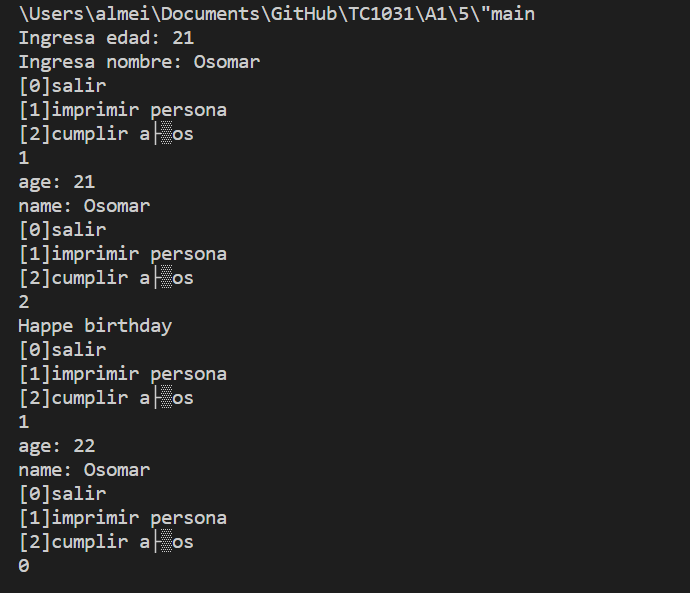 \Users\almei\Documents\GitHub\TC1031\A1\5\"main
Ingresa edad: 21
Ingresa nombre: Osomar
[0]salir
[1]imprimir persona
[2]cumplir a├▒os
1
age: 21
name: Osomar
[0]salir
[1]imprimir persona
[2]cumplir a├▒os
2
Happe birthday
[0]salir
[1]imprimir persona
[2]cumplir a├▒os
1
age: 22
name: Osomar
[0]salir
[1]imprimir persona
[2]cumplir a├▒os
0